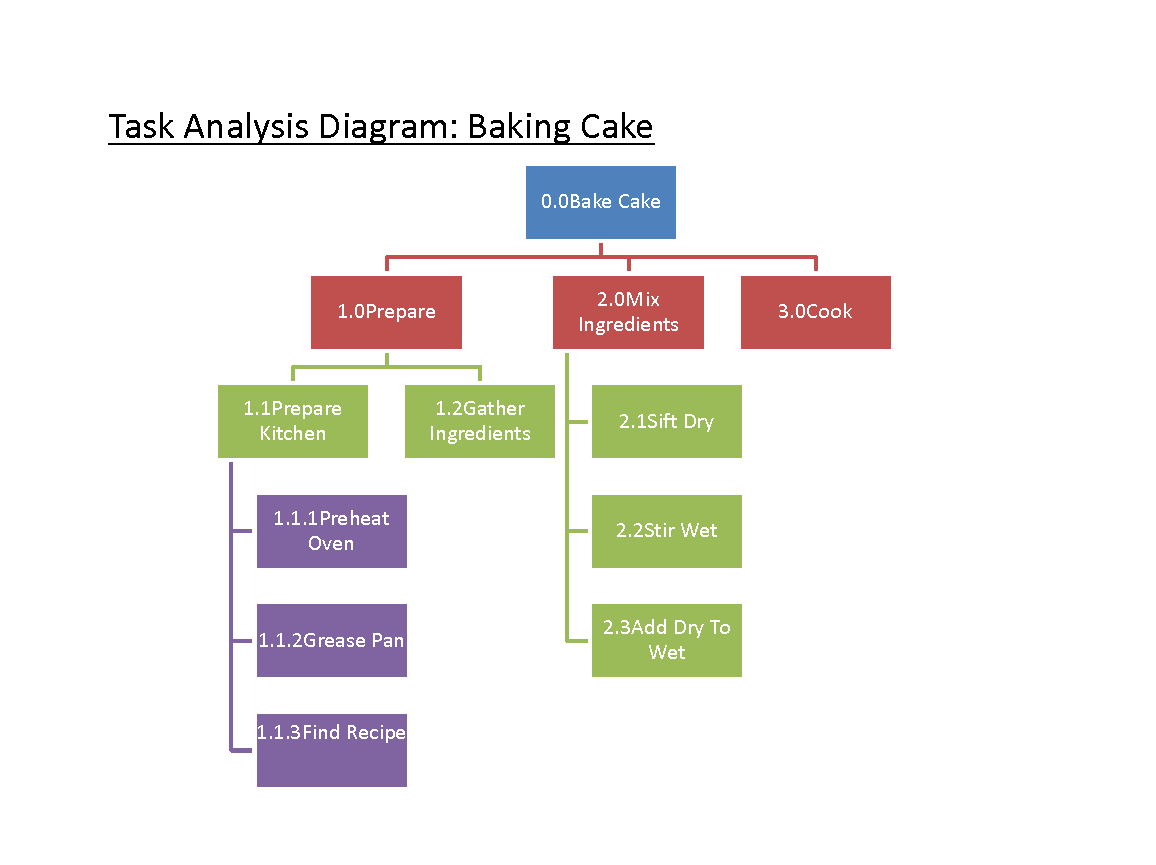 Task Analysis Diagram: Baking Cake
0.0Bake Cake
1.0Prepare
2.0Mix
Ingredients
3.0Cook
1.1Prepare
Kitchen
1.2Gather
Ingredients
2.1Sift Dry
1.1.1Preheat
Oven
2.2Stir Wet
1.1.2Grease Pan
2.3Add Dry To
Wet
1.1.3Find Recipe